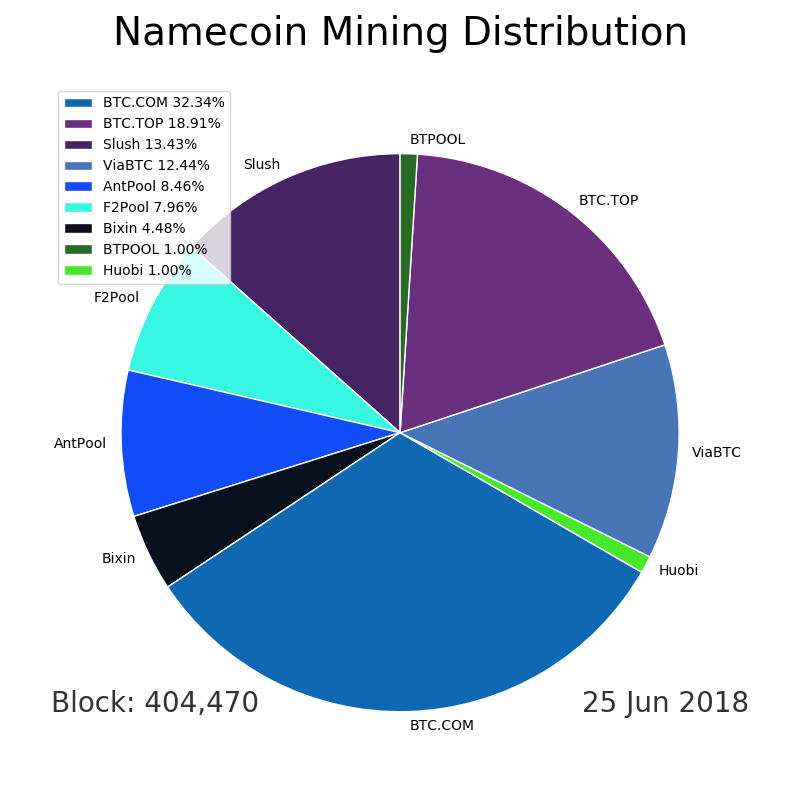 Namecoin Mining Distribution
BTC.COM 32.34%
BTC.TOP 18.91%
Slush 13.43%
ViaBTC 12.44%
AntPool 8.46%
F2Pool 7.96%
Bixin 4.48%
BTPOOL 1.00%
Huobi 1.00%
BTPOOL
Slush
BTC.TOP
F2Pool
AntPool
ViaBTC
Bixin
Huobi
Block: 404,470
25 Jun 2018
BTC.COM